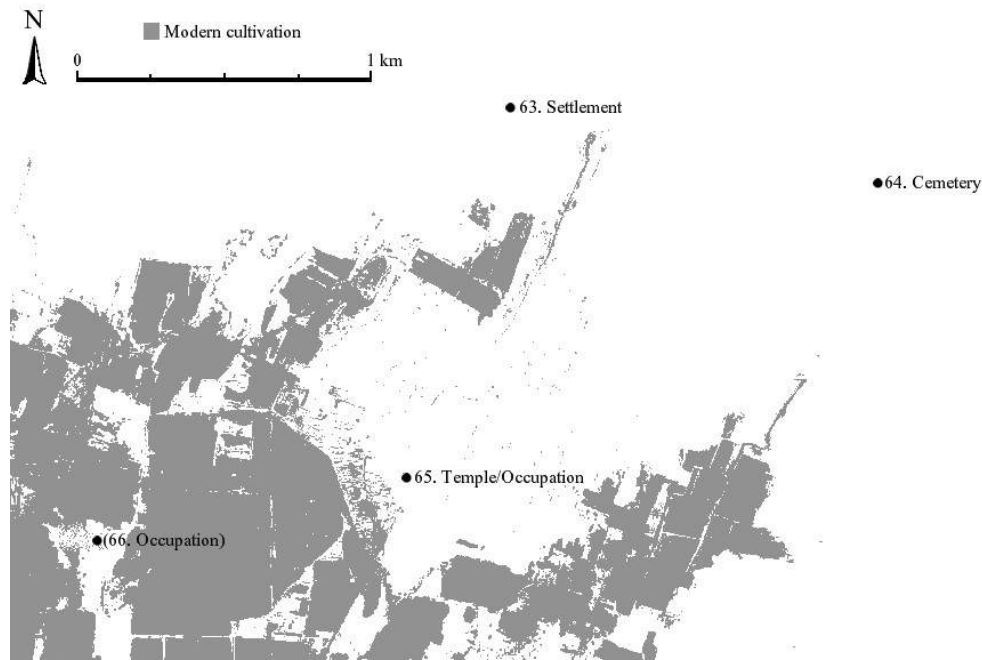 N
Modern cultivation
0 1 km
63. Settlement
64. Cemetery
65. Temple/Occupation
(66. Occupation)